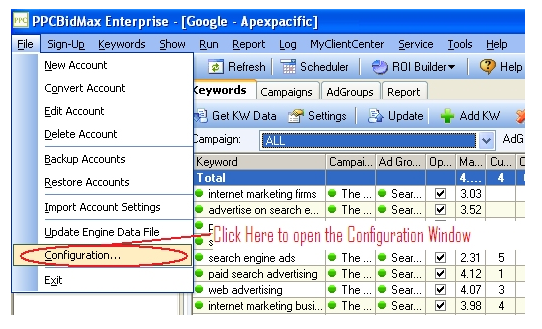 PPC PPCBidMax Enterprise - [Google - Apexpacific]
File Sign-Up Keywords Show Run Report Log MyClientCenter Service Tools Help
New Account
Convert Account
Edit Account
Delete Account
Backup Accounts
Restore Accounts
Import Account Settings
Update Engine Data File
Configuration...
Exit
Refresh Scheduler ROI Builder Help
Keywords Campaigns AdGroups Report
Get KW Data Settings Update Add KW
Campaign: ALL AdG
Keyword Campai... Ad Gro... Op... Ma... Cu... C
Total 4.... 4
internet marketing firms The ... Sear... 3.03
advertise on search e... The ... Sear... 3.52
Click Here to open the Configuration Window
search engine ads The ... Sear... 2.31 5
paid search advertising The ... Sear... 4.12 1
web advertising The ... Sear... 4.07 3
internet marketing busi... The ... Sear... 3.98 4